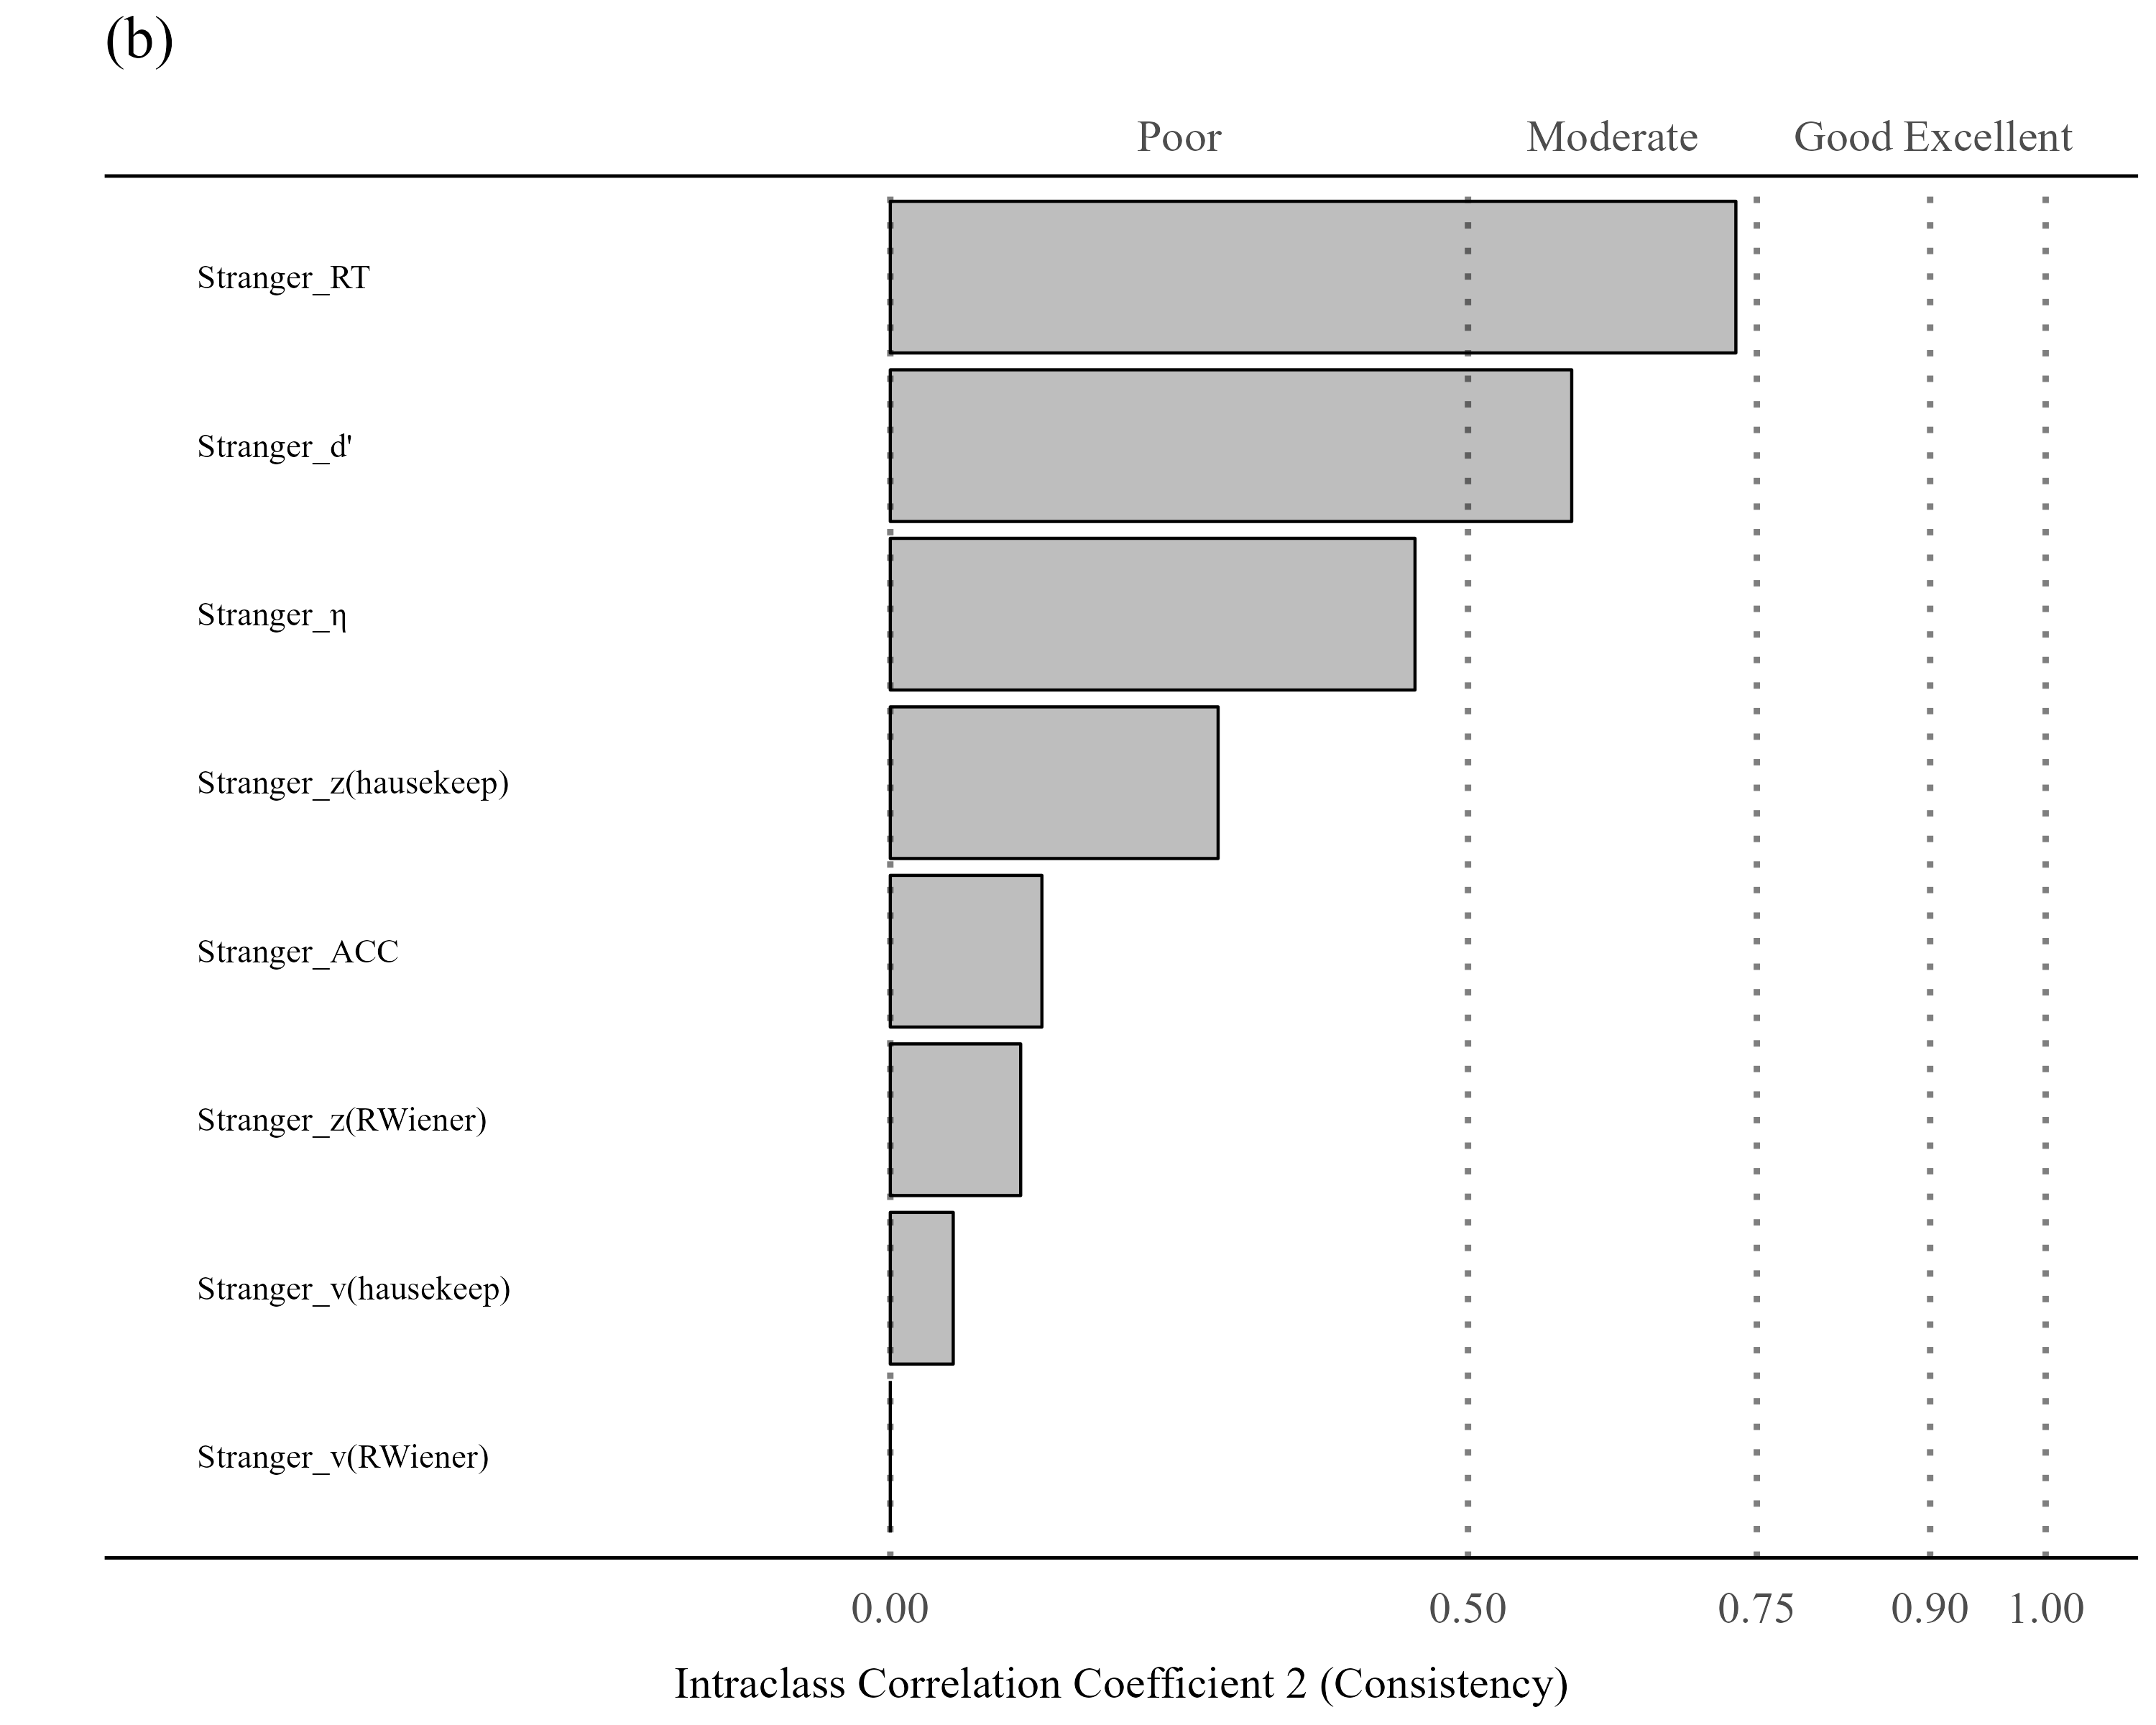 (b)
Poor Moderate Good Excellent
Stranger_RT
Stranger_d'
Stranger_η
Stranger_z(hausekeep)
Stranger_ACC
Stranger_z(RWiener)
Stranger_v(hausekeep)
Stranger_v(RWiener)
0.00 0.50 0.75 0.90 1.00
Intraclass Correlation Coefficient 2 (Consistency)